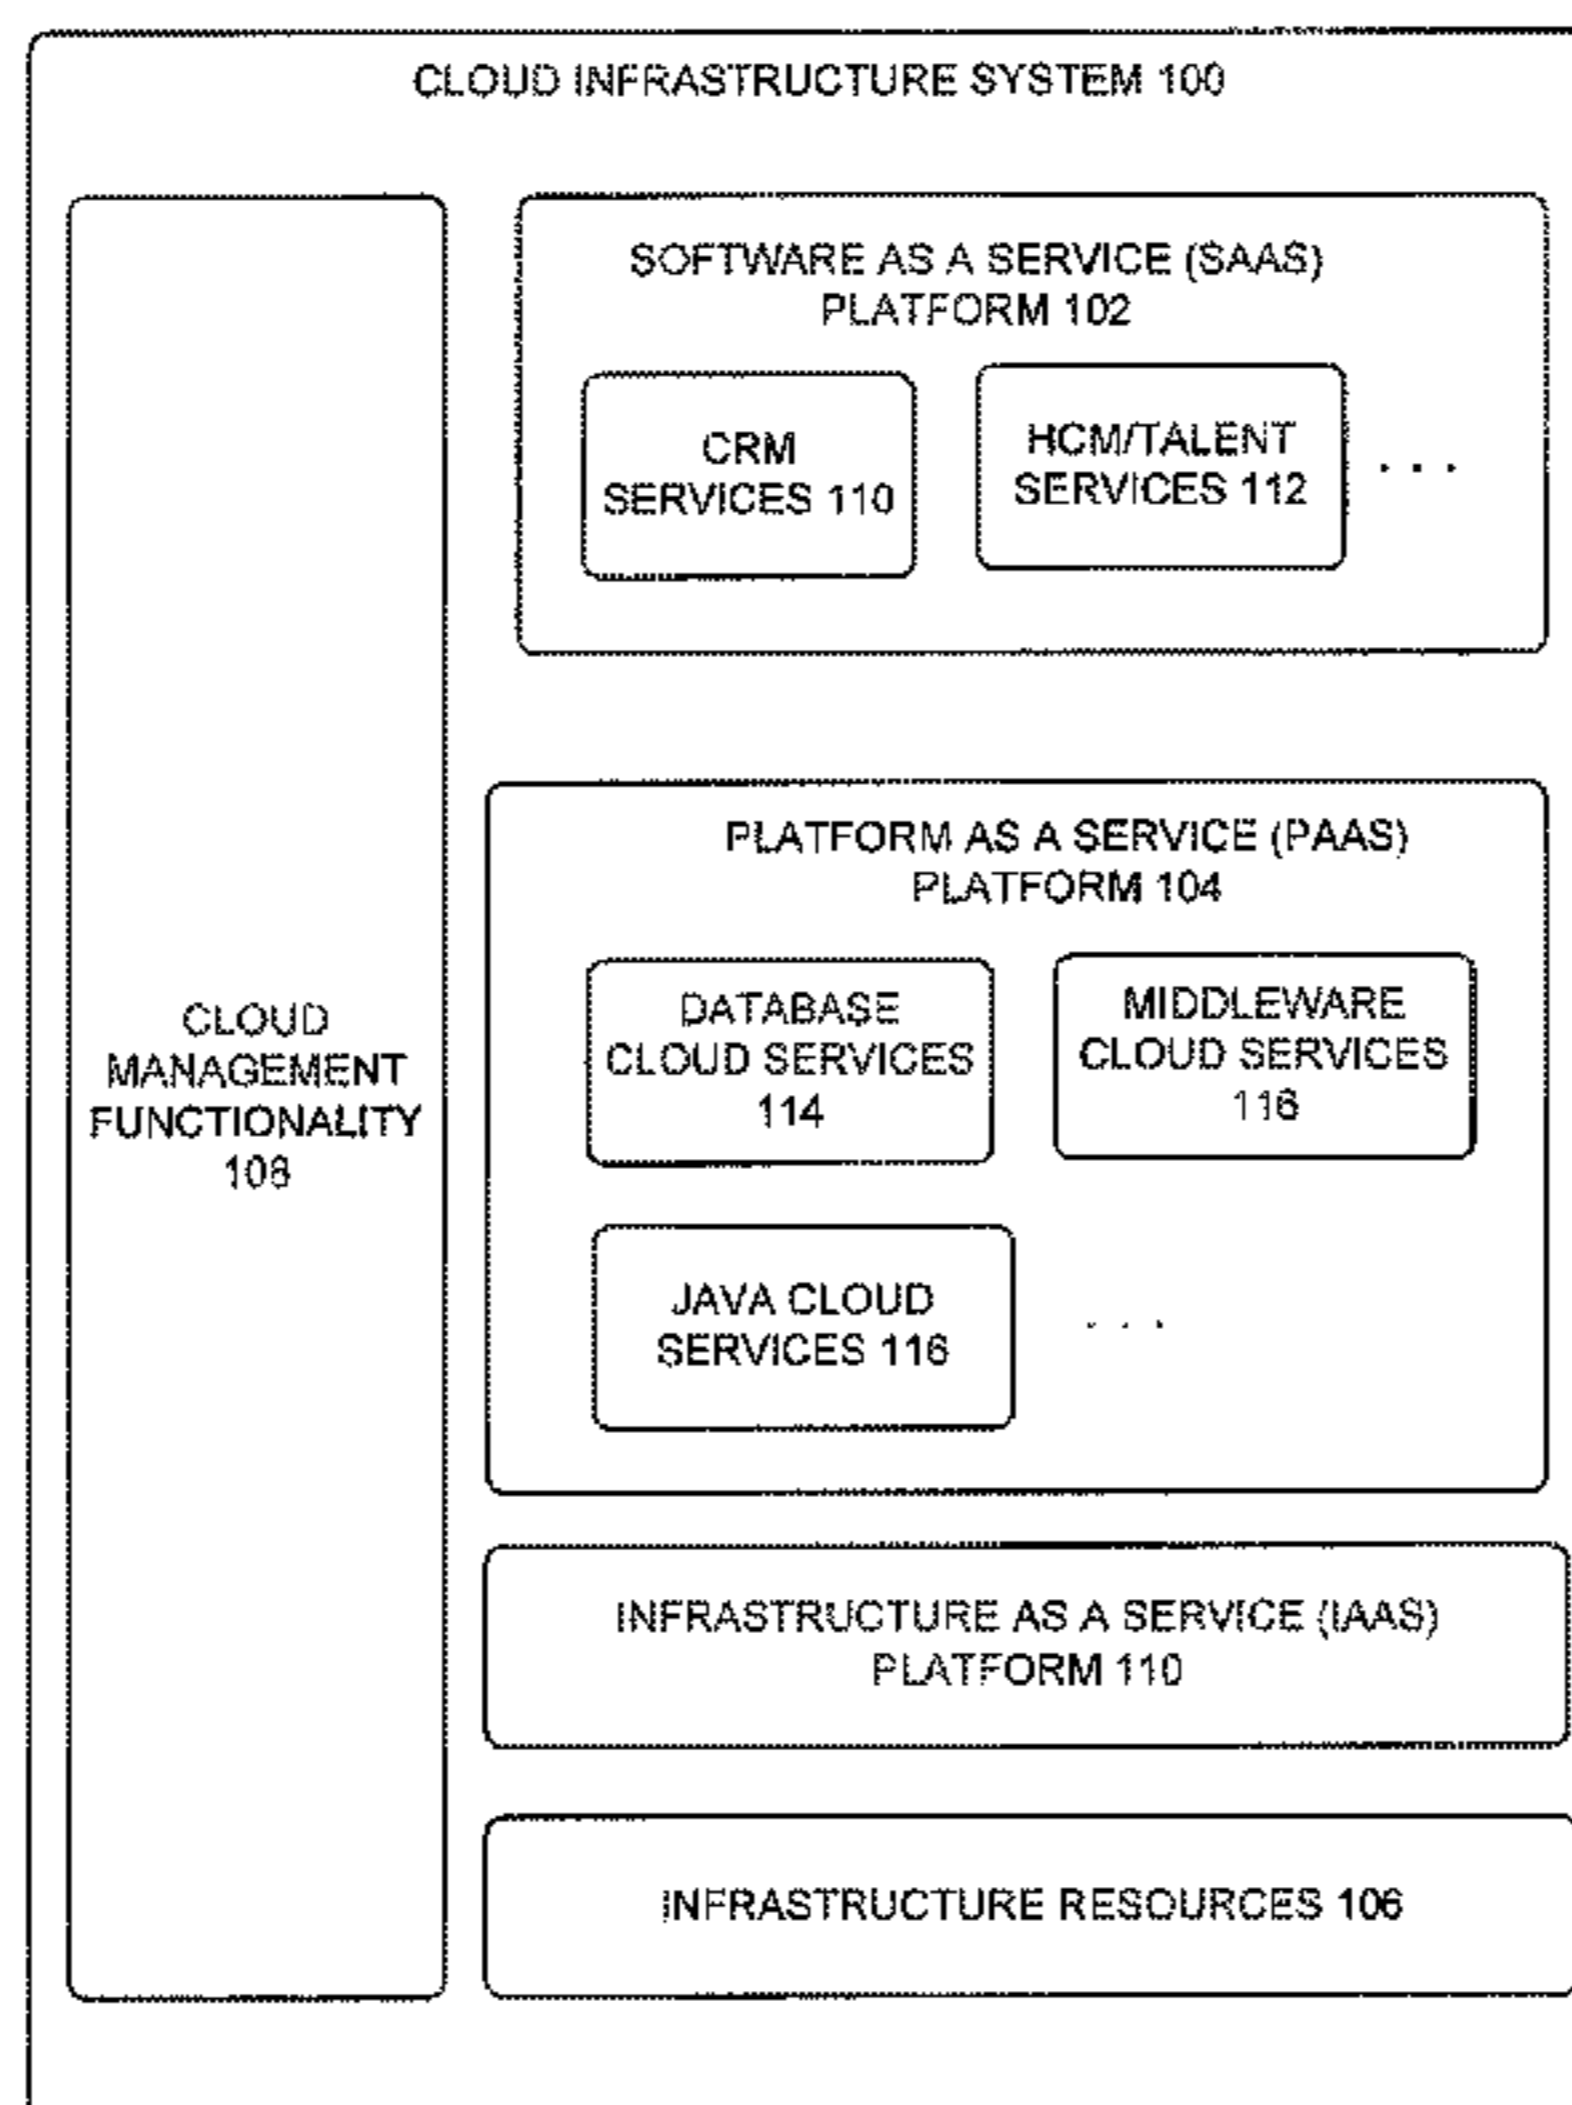 CLOUD INFRASTRUCTURE SYSTEM 100
SOFTWARE AS A SERVICE (SAAS)
PLATFORM 102
CRM
SERVICES 110
HCM/TALENT
SERVICES 112
. . .
PLATFORM AS A SERVICE (PAAS)
PLATFORM 104
DATABASE
CLOUD SERVICES
114
MIDDLEWARE
CLOUD SERVICES
116
CLOUD
MANAGEMENT
FUNCTIONALITY
108
JAVA CLOUD
SERVICES 116
. . .
INFRASTRUCTURE AS A SERVICE (IAAS)
PLATFORM 110
INFRASTRUCTURE RESOURCES 106